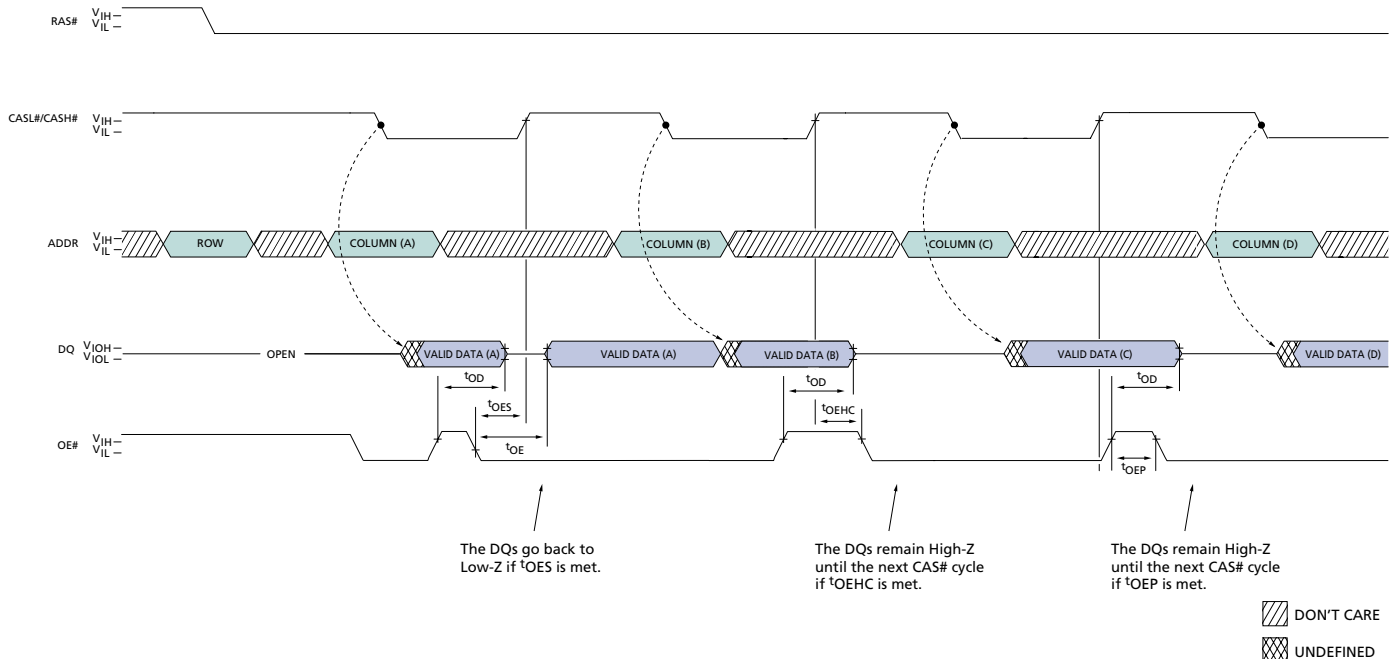 RAS# VIH VIL
CASL#/CASH# VIH VIL
ADDR VIH VIL ROW COLUMN (A) COLUMN (B) COLUMN (C) COLUMN (D)
DQ VIOH VIOL OPEN VALID DATA (A) VALID DATA (A) VALID DATA (B) VALID DATA (C) VALID DATA (D)
tOD tOD tOD
tOES tOEHC
OE# VIH VIL tOE tOEP
The DQs go back to
Low-Z if tOES is met.
The DQs remain High-Z
until the next CAS# cycle
if tOEHC is met.
The DQs remain High-Z
until the next CAS# cycle
if tOEP is met.
DON'T CARE
UNDEFINED